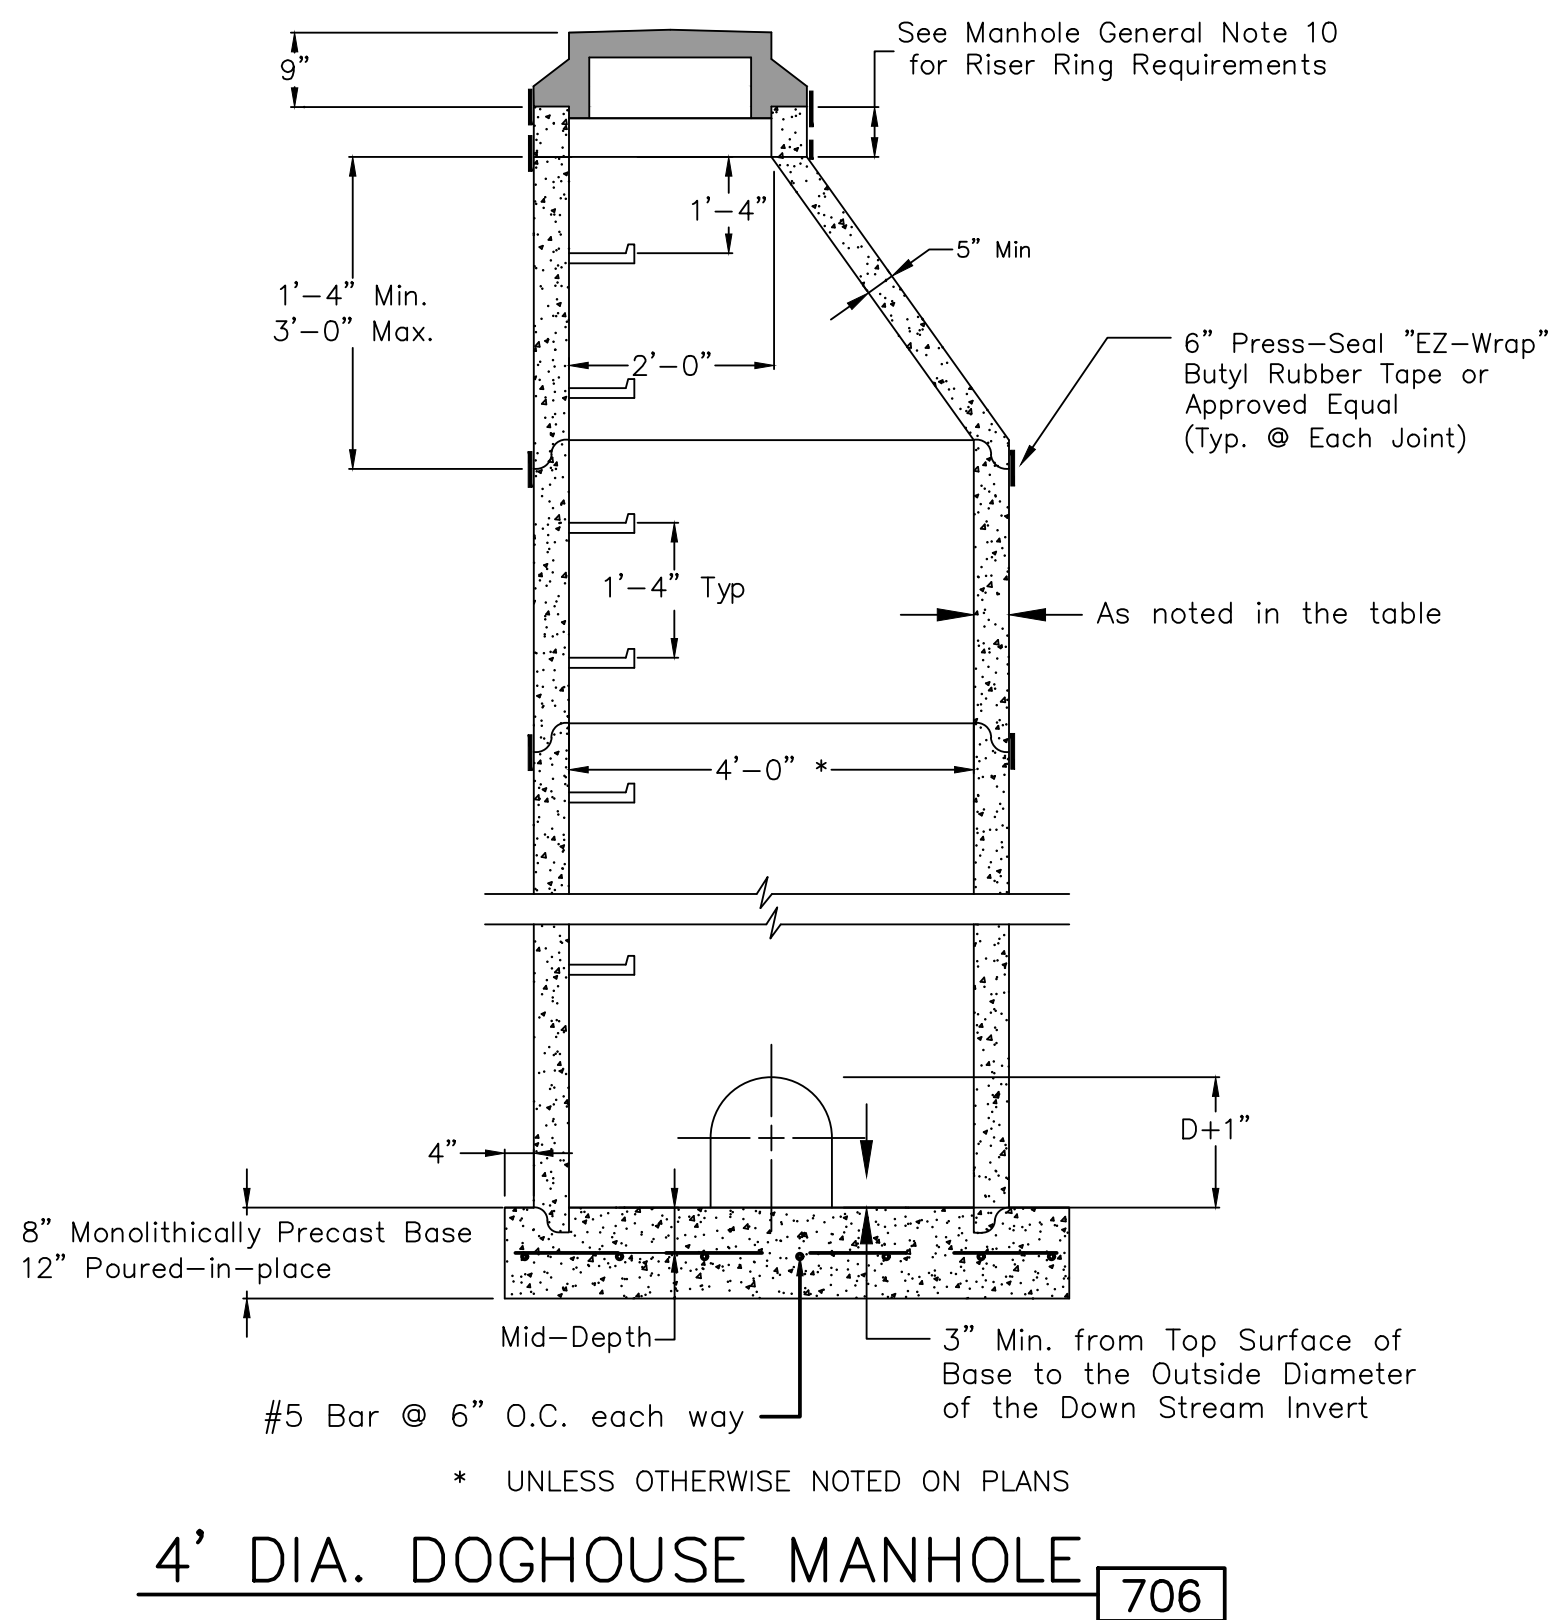 See Manhole General Note 10
for Riser Ring Requirements
9”
1’-4”
5” Min
1’-4” Min.
3’-0” Max.
2’-0”
6” Press-Seal "EZ-Wrap"
Butyl Rubber Tape or
Approved Equal
(Typ. @ Each Joint)
1’-4” Typ
As noted in the table
4’-0” *
D+1”
4”
8” Monolithically Precast Base
12” Poured-in-place
Mid-Depth
3” Min. from Top Surface of
Base to the Outside Diameter
of the Down Stream Invert
#5 Bar @ 6” O.C. each way
* UNLESS OTHERWISE NOTED ON PLANS
4’ DIA. DOGHOUSE MANHOLE
706